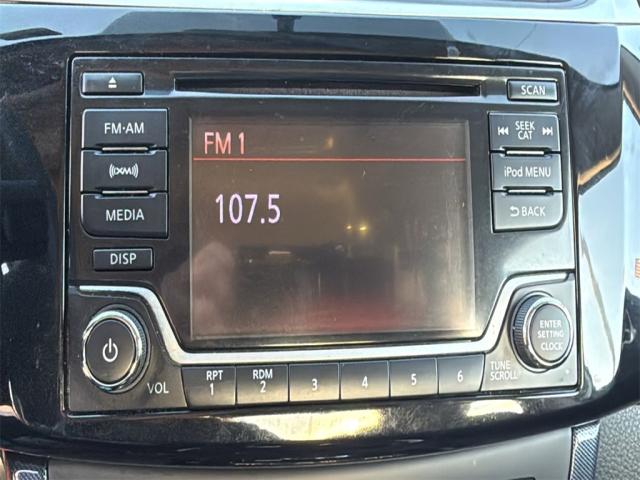 SCAN
FM·AM
SEEK
CAT
FM 1
((XM))
iPod MENU
MEDIA
107.5
BACK
DISP
ENTER
SETTING
CLOCK
VOL
RPT
1
RDM
2
3
4
5
6
TUNE
SCROLL